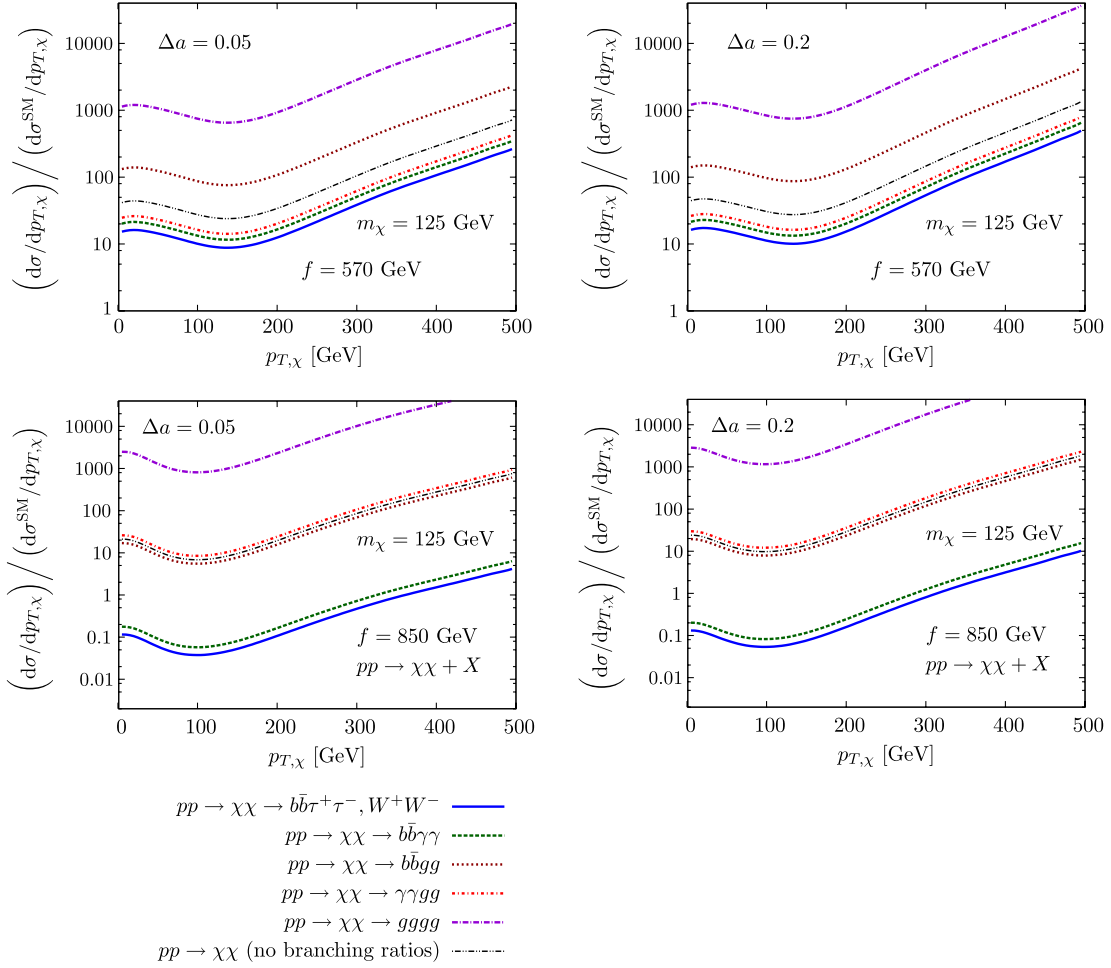 (dσ/dp_{T,χ}) / (dσ^{SM}/dp_{T,χ})
10000
1000
100
10
1
Δa = 0.05
m_χ = 125 GeV
f = 570 GeV
0 100 200 300 400 500
p_{T,χ} [GeV]
(dσ/dp_{T,χ}) / (dσ^{SM}/dp_{T,χ})
10000
1000
100
10
1
Δa = 0.2
m_χ = 125 GeV
f = 570 GeV
0 100 200 300 400 500
p_{T,χ} [GeV]
(dσ/dp_{T,χ}) / (dσ^{SM}/dp_{T,χ})
10000
1000
100
10
1
0.1
0.01
Δa = 0.05
m_χ = 125 GeV
f = 850 GeV
pp → χχ + X
0 100 200 300 400 500
p_{T,χ} [GeV]
(dσ/dp_{T,χ}) / (dσ^{SM}/dp_{T,χ})
10000
1000
100
10
1
0.1
0.01
Δa = 0.2
m_χ = 125 GeV
f = 850 GeV
pp → χχ + X
0 100 200 300 400 500
p_{T,χ} [GeV]
pp → χχ → bb̄τ⁺τ⁻, W⁺W⁻
pp → χχ → bb̄γγ
pp → χχ → bb̄gg
pp → χχ → γγgg
pp → χχ → gggg
pp → χχ (no branching ratios)